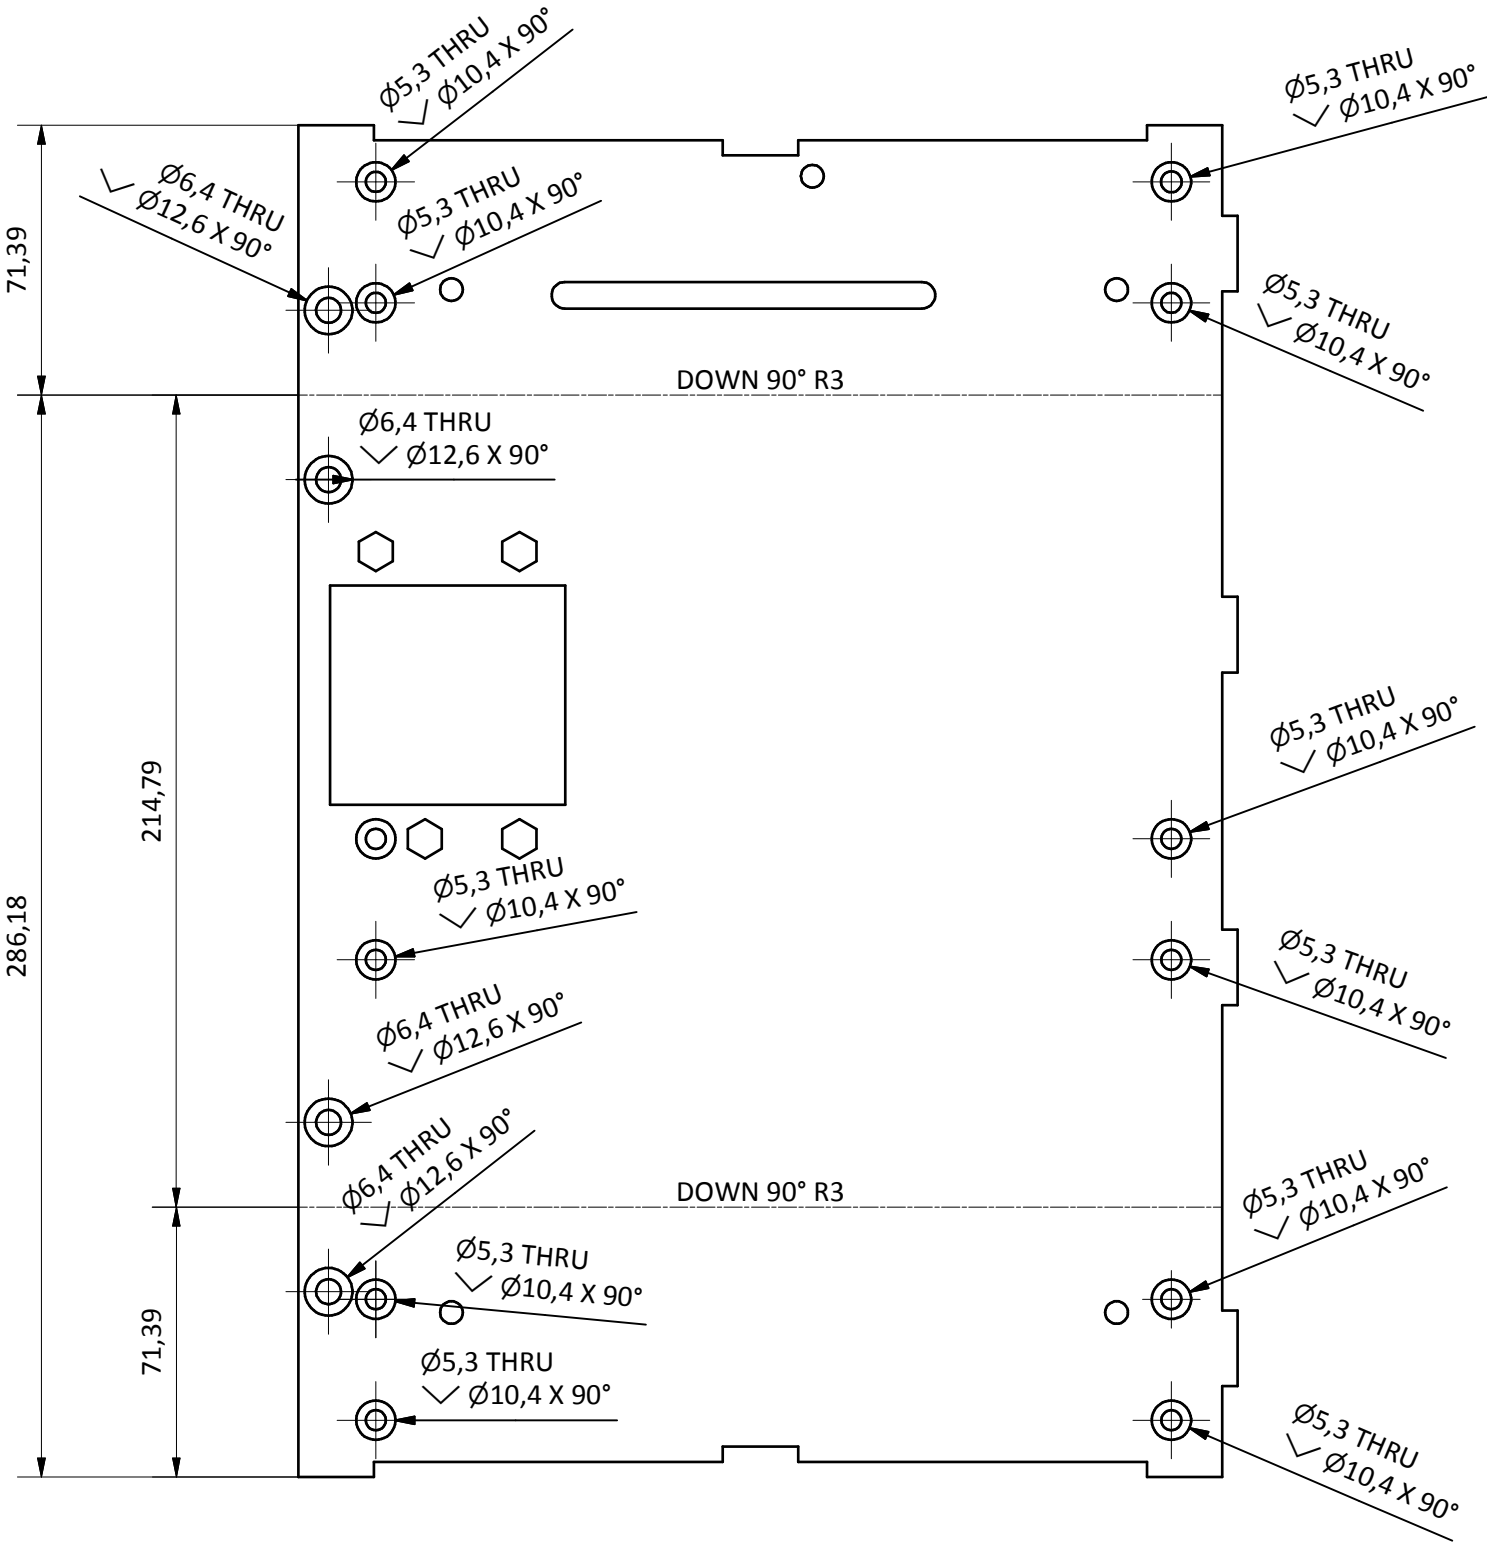 Ø5,3 THRU
Ø10,4 X 90°
Ø5,3 THRU
Ø10,4 X 90°
Ø6,4 THRU
Ø12,6 X 90°
Ø5,3 THRU
Ø10,4 X 90°
71,39
Ø5,3 THRU
Ø10,4 X 90°
DOWN 90° R3
Ø6,4 THRU
Ø12,6 X 90°
Ø5,3 THRU
Ø10,4 X 90°
214,79
286,18
Ø5,3 THRU
Ø10,4 X 90°
Ø5,3 THRU
Ø10,4 X 90°
Ø6,4 THRU
Ø12,6 X 90°
Ø6,4 THRU
Ø12,6 X 90°
DOWN 90° R3
Ø5,3 THRU
Ø10,4 X 90°
Ø5,3 THRU
Ø10,4 X 90°
71,39
Ø5,3 THRU
Ø10,4 X 90°
Ø5,3 THRU
Ø10,4 X 90°